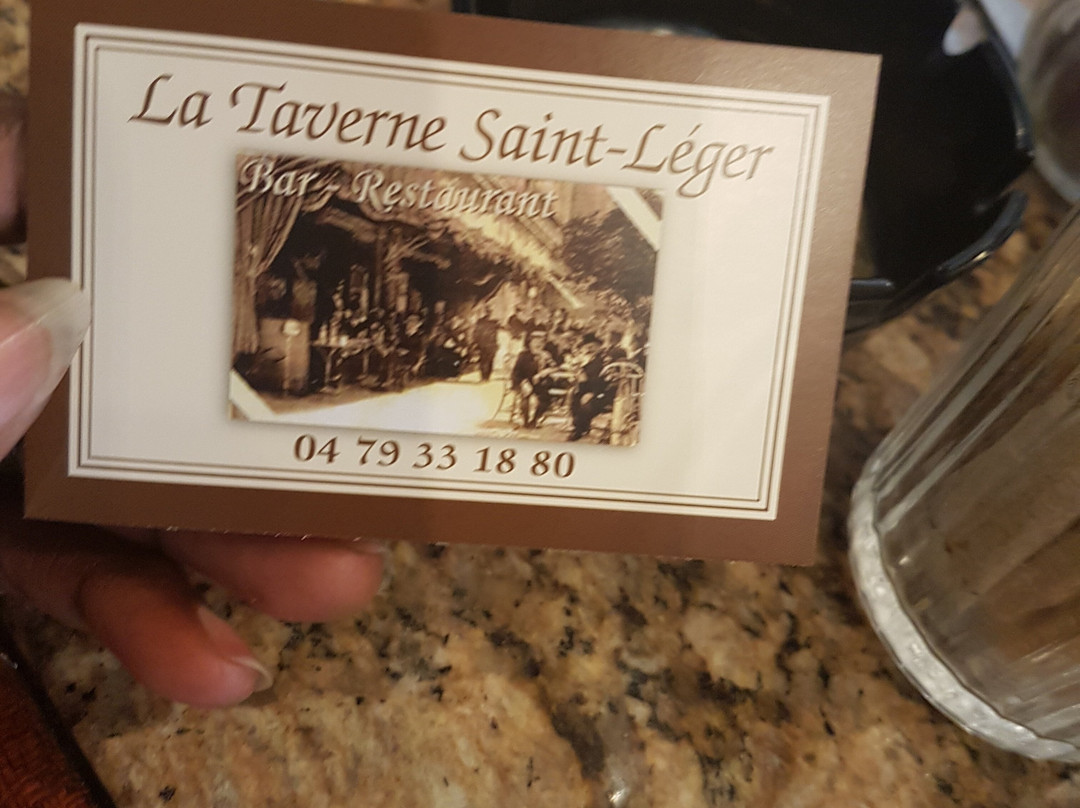 La Taverne Saint-Léger
Bar - Restaurant
04 79 33 18 80